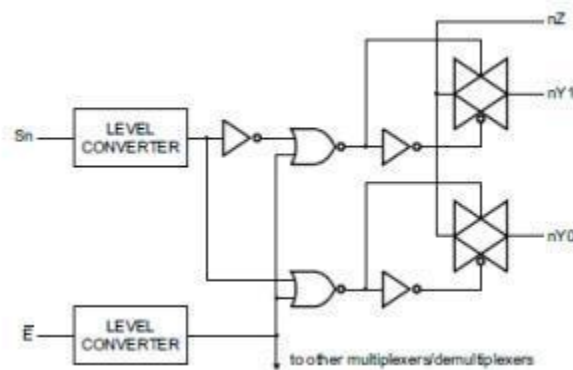 nZ
nY1
Sn
LEVEL
CONVERTER
nY0
E̅
LEVEL
CONVERTER
to other multiplexers/demultiplexers